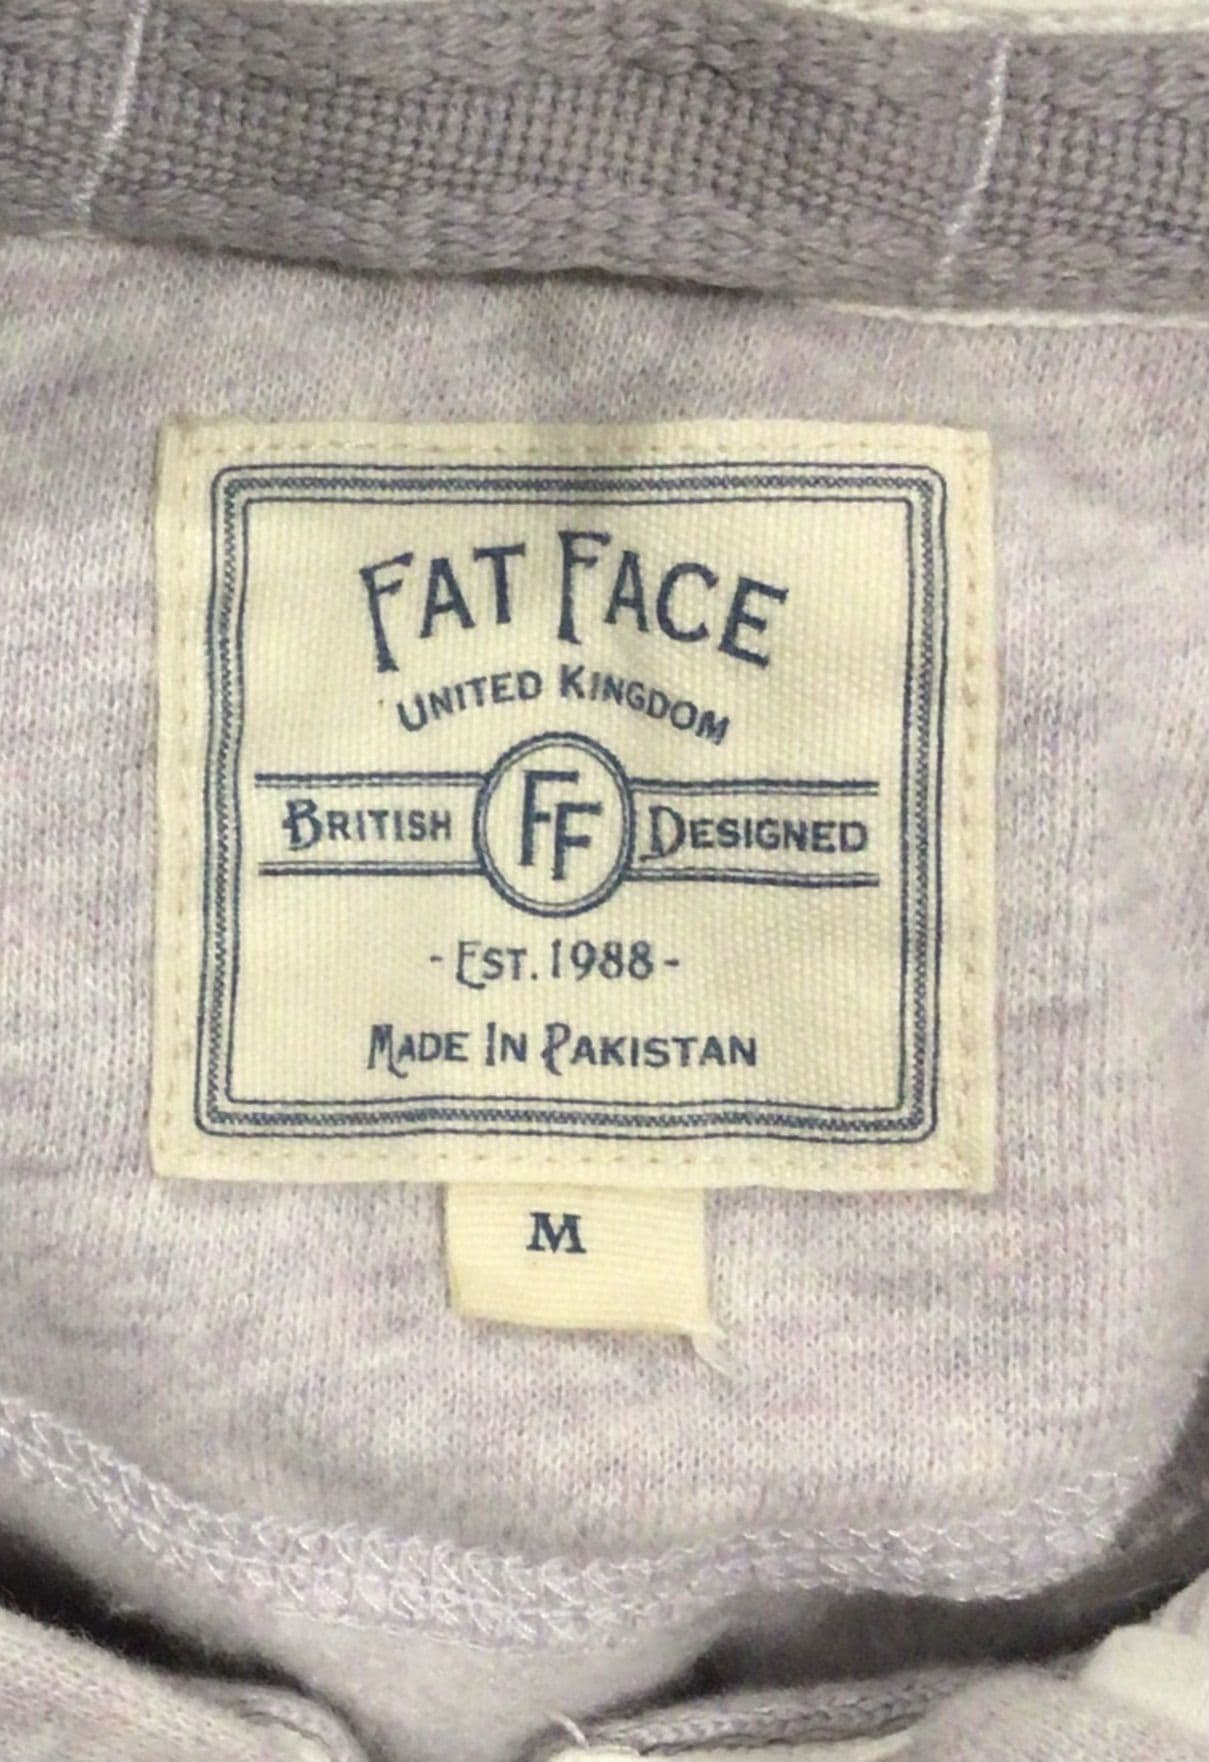 FAT FACE
UNITED KINGDOM
BRITISH FF DESIGNED
- EST. 1988 -
MADE IN PAKISTAN
M